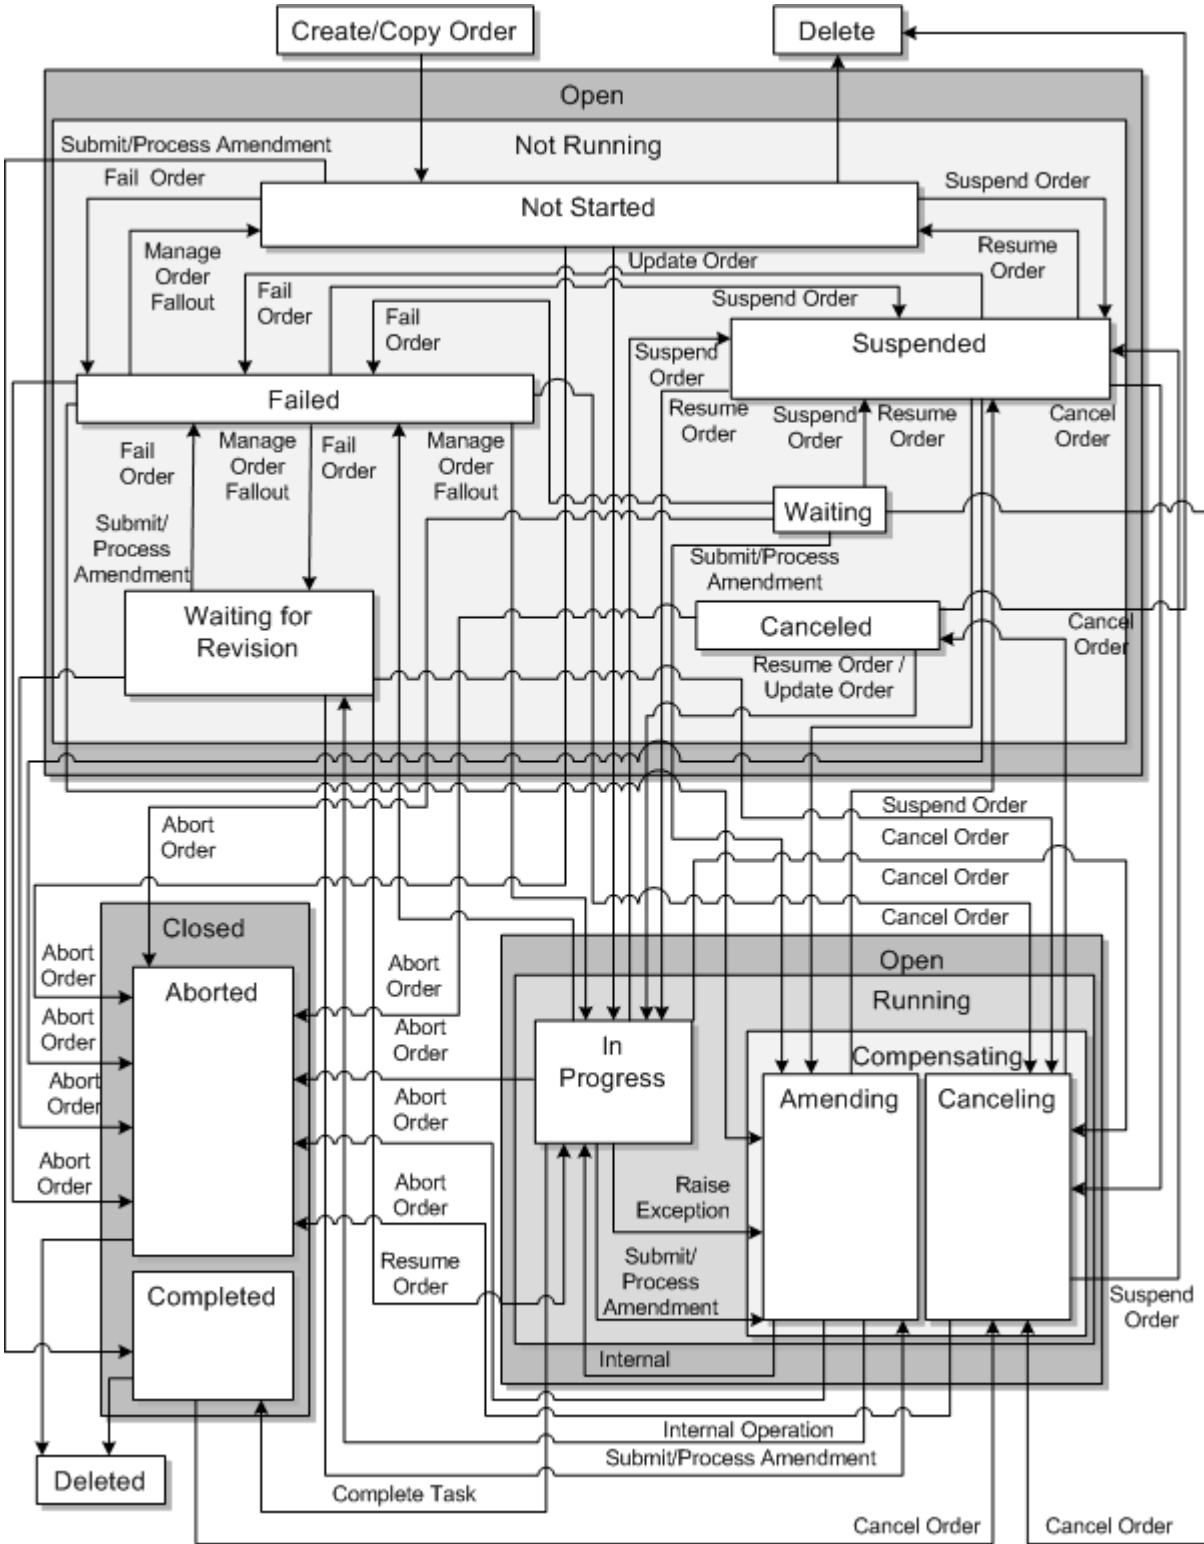 Create/Copy Order
Delete
Open
Not Running
Submit/Process Amendment
Fail Order
Not Started
Suspend Order
Manage
Order
Fallout
Update Order
Resume
Order
Fail
Order
Suspend Order
Fail
Order
Suspended
Suspend
Order
Failed
Resume
Order
Suspend
Order
Resume
Order
Cancel
Order
Fail
Order
Manage
Order
Fallout
Fail
Order
Manage
Order
Fallout
Waiting
Submit/
Process
Amendment
Submit/Process
Amendment
Waiting for
Revision
Canceled
Cancel
Order
Resume Order /
Update Order
Suspend Order
Abort
Order
Cancel Order
Cancel Order
Cancel Order
Closed
Open
Abort
Order
Aborted
Abort
Order
Running
Abort
Order
Abort
Order
In
Progress
Compensating
Abort
Order
Abort
Order
Amending
Canceling
Abort
Order
Abort
Order
Raise
Exception
Resume
Order
Submit/
Process
Amendment
Completed
Suspend
Order
Internal
Internal Operation
Submit/Process Amendment
Deleted
Complete Task
Cancel Order
Cancel Order